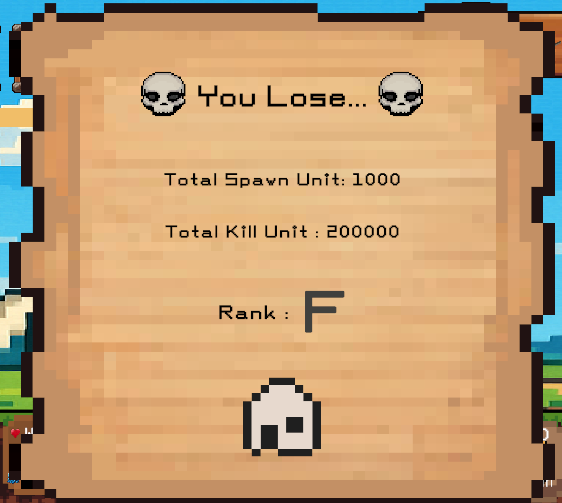 You Lose...
Total Spawn Unit: 1000
Total Kill Unit : 200000
Rank : F